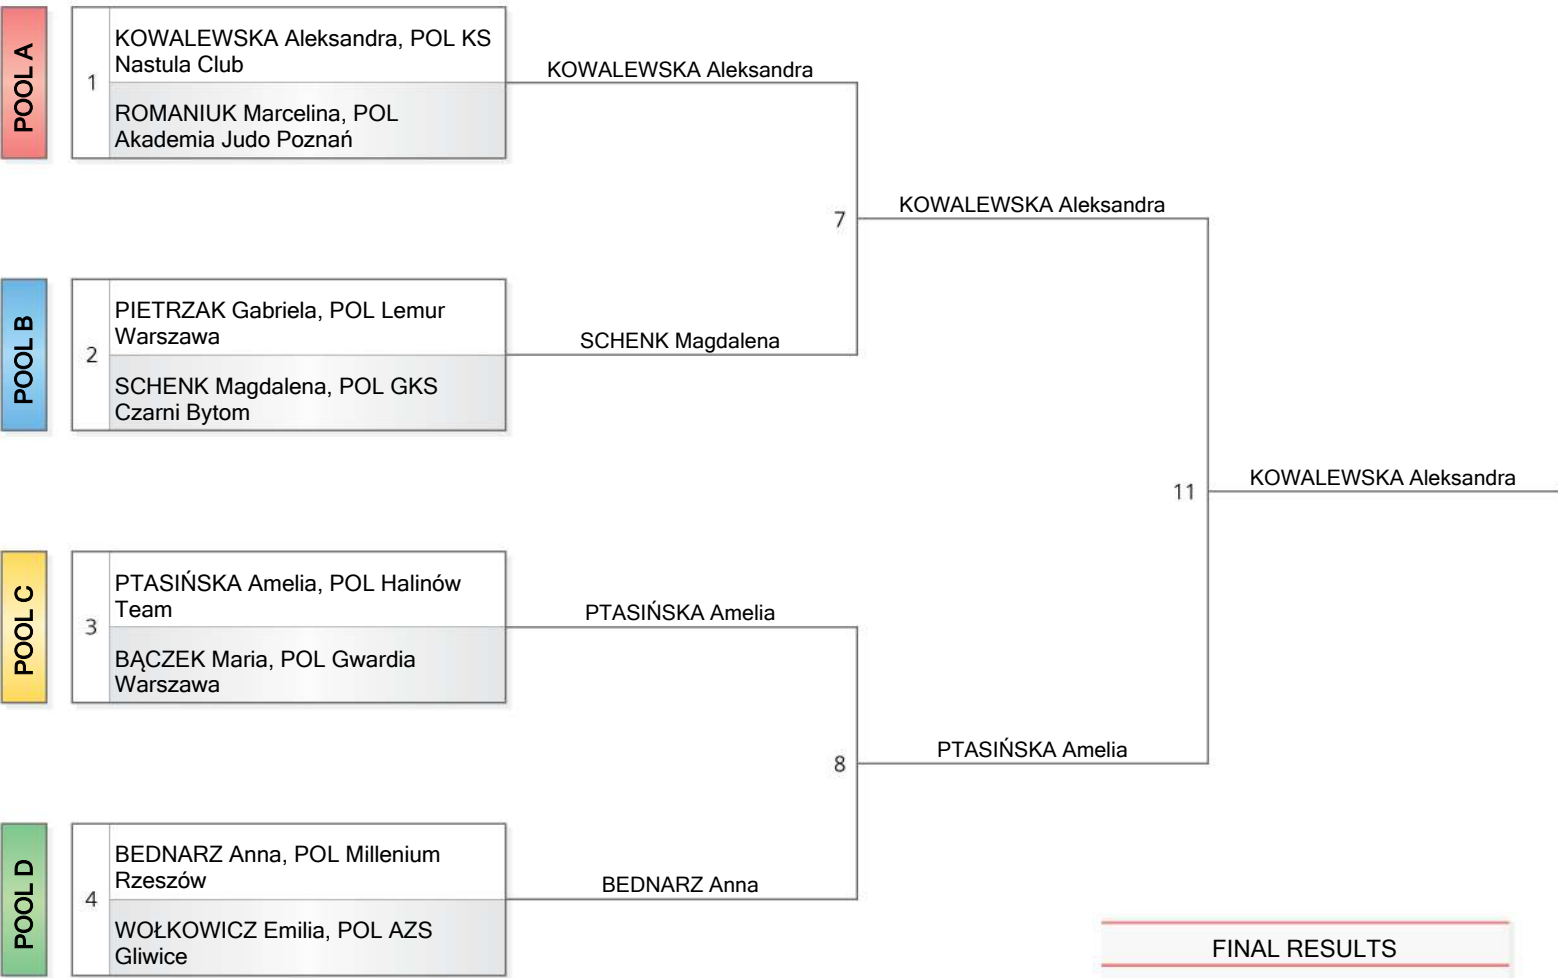 POOL A
1
KOWALEWSKA Aleksandra, POL KS
Nastula Club
ROMANIUK Marcelina, POL
Akademia Judo Poznań
KOWALEWSKA Aleksandra
7
KOWALEWSKA Aleksandra
POOL B
2
PIETRZAK Gabriela, POL Lemur
Warszawa
SCHENK Magdalena, POL GKS
Czarni Bytom
SCHENK Magdalena
11
KOWALEWSKA Aleksandra
POOL C
3
PTASIŃSKA Amelia, POL Halinów
Team
BĄCZEK Maria, POL Gwardia
Warszawa
PTASIŃSKA Amelia
8
PTASIŃSKA Amelia
POOL D
4
BEDNARZ Anna, POL Millenium
Rzeszów
WOŁKOWICZ Emilia, POL AZS
Gliwice
BEDNARZ Anna
FINAL RESULTS